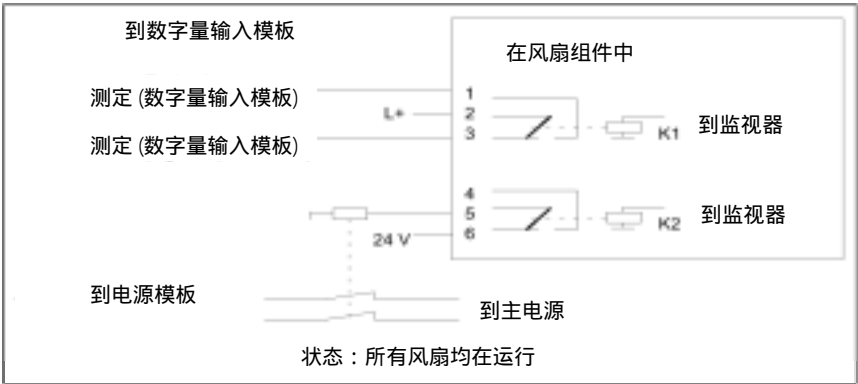 到数字量输入模板
在风扇组件中
测定 (数字量输入模板)
1
L+
2
测定 (数字量输入模板)
3
K1
到监视器
4
5
24 V
6
K2
到监视器
到电源模板
到主电源
状态：所有风扇均在运行